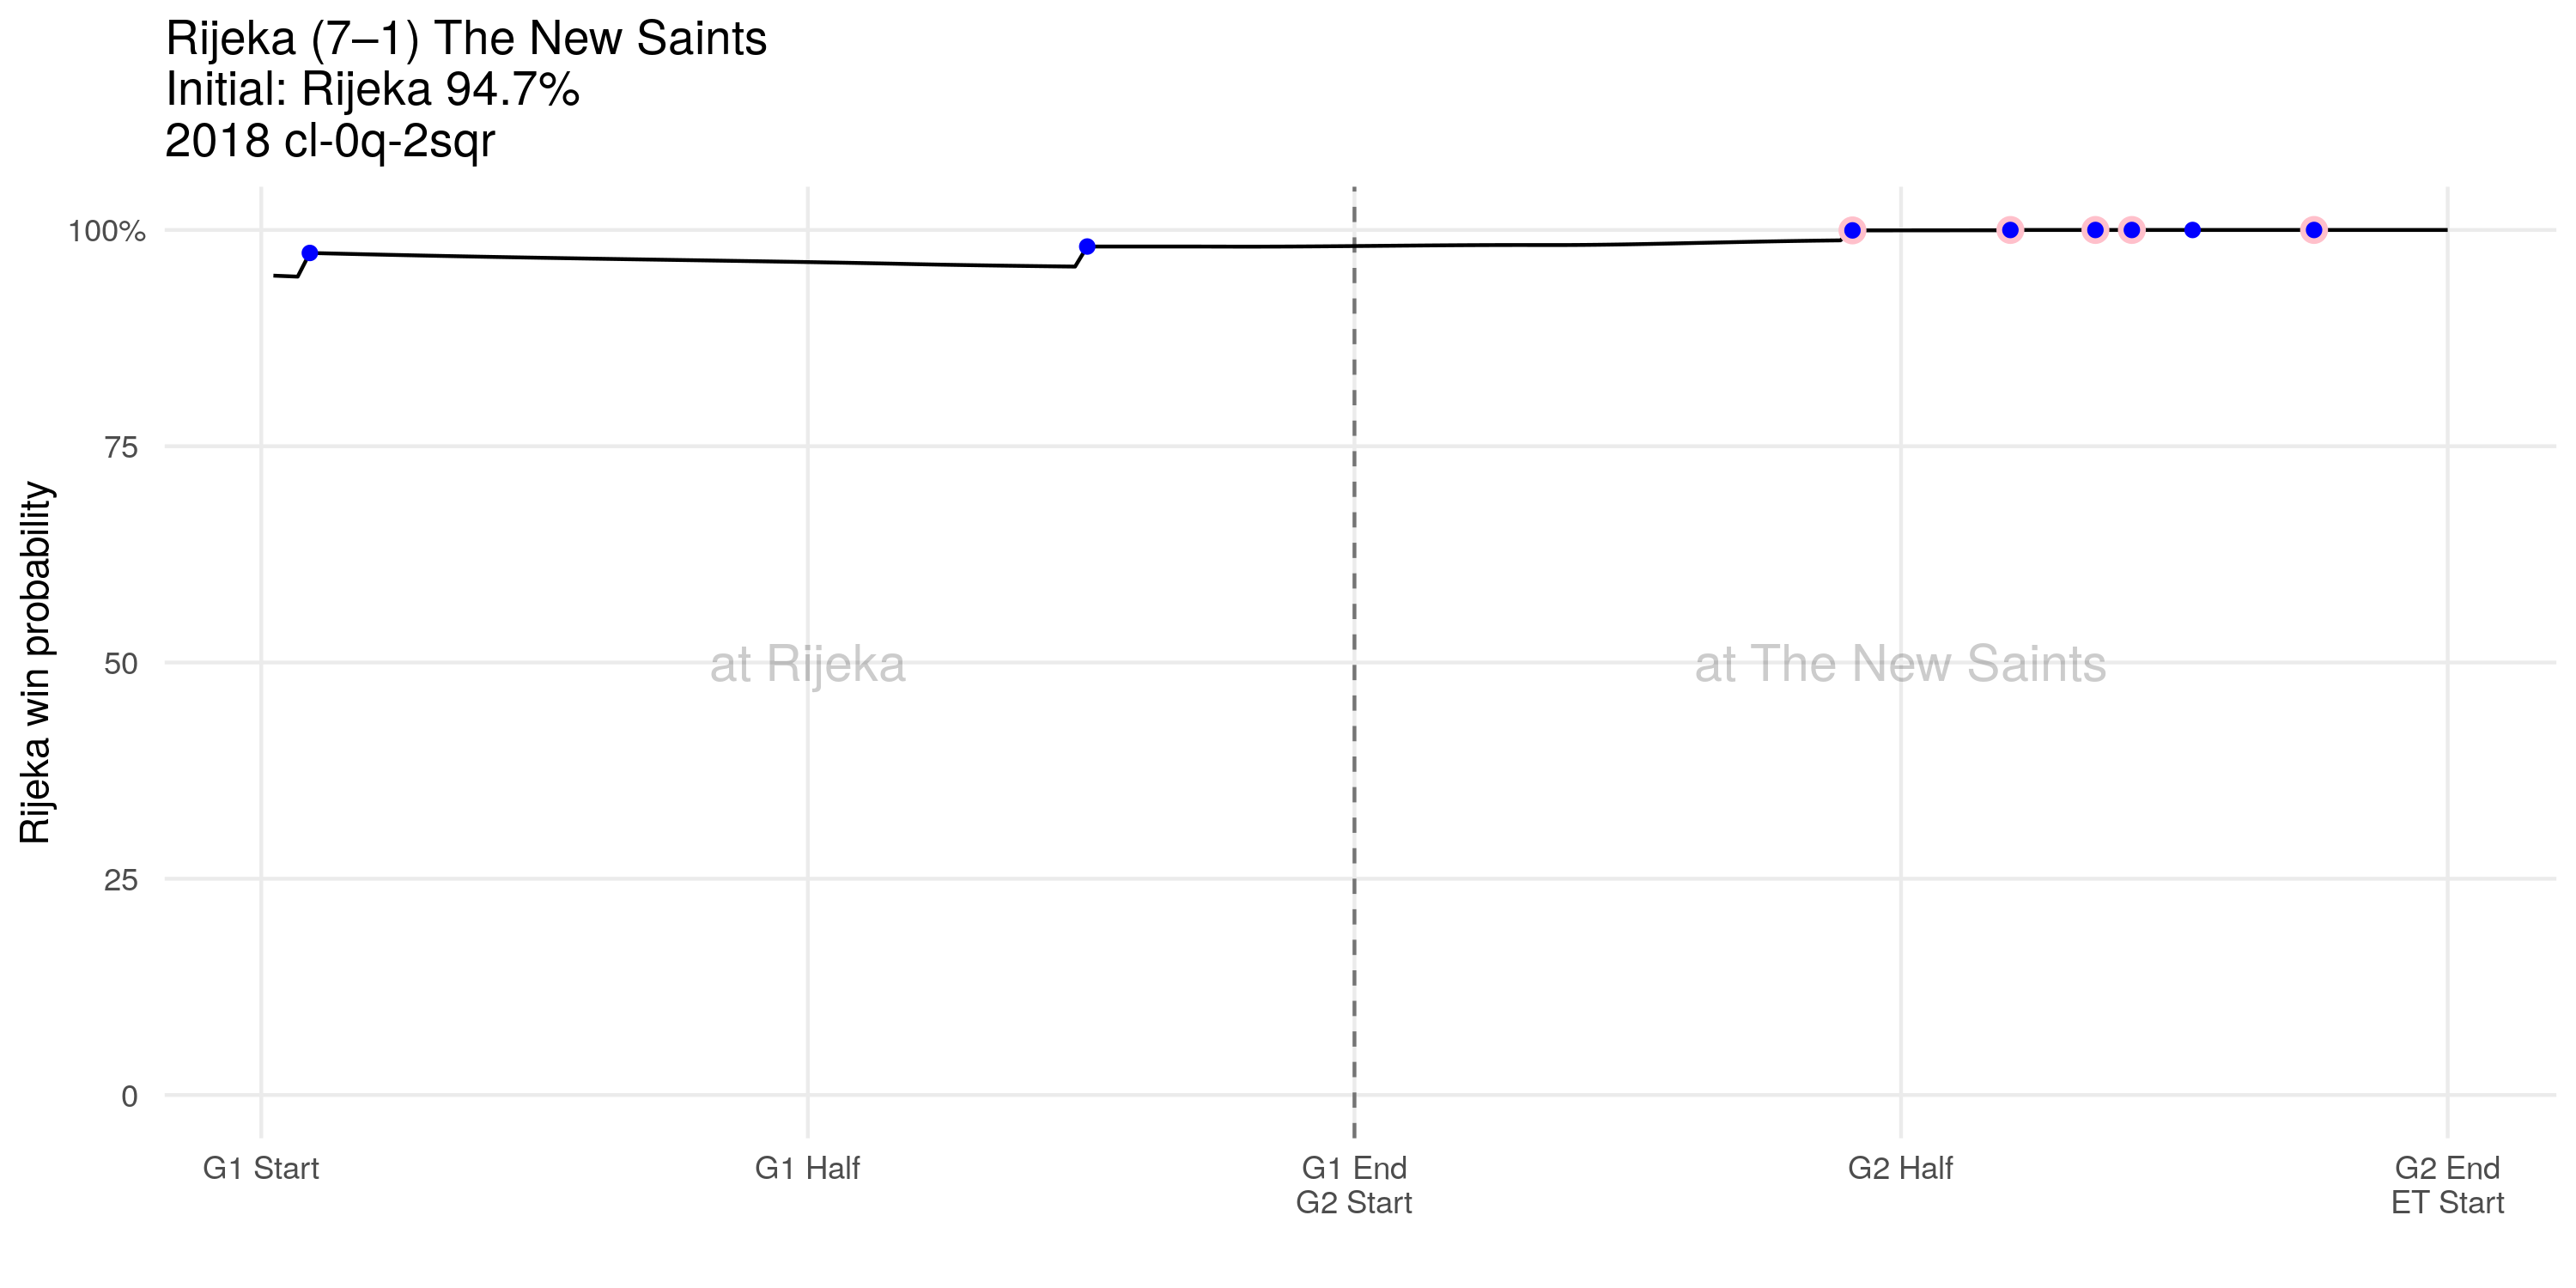 Rijeka (7–1) The New Saints
Initial: Rijeka 94.7%
2018 cl-0q-2sqr
Rijeka win probability
100%
75
50
25
0
at Rijeka
at The New Saints
G1 Start
G1 Half
G1 End
G2 Start
G2 Half
G2 End
ET Start